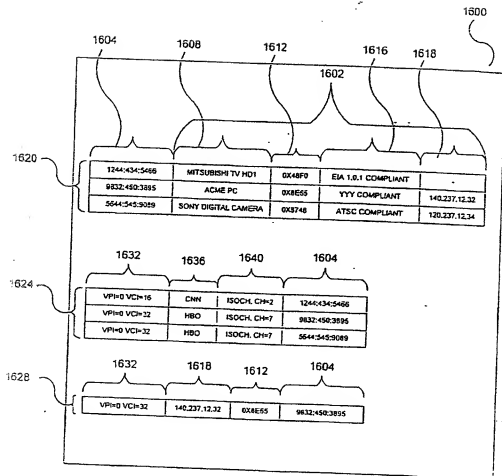 1600
1604 1608 1612 1616 1618
1602
1620
1244:434:5466 MITSUBISHI TV HD1 0X48F0 EIA 1.0.1 COMPLIANT
9832:450:3895 ACME PC 0X8E55 YYY COMPLIANT 140.237.12.32
5644:545:9089 SONY DIGITAL CAMERA 0X8748 ATSC COMPLIANT 120.237.12.34
1632 1636 1640 1604
1624
VPI=0 VCI=16 CNN ISOCH. CH=2 1244:434:5466
VPI=0 VCI=32 HBO ISOCH. CH=7 9832:450:3895
VPI=0 VCI=32 HBO ISOCH. CH=7 5644:545:9089
1632 1618 1612 1604
1628
VPI=0 VCI=32 140.237.12.32 0X8E55 9832:450:3895